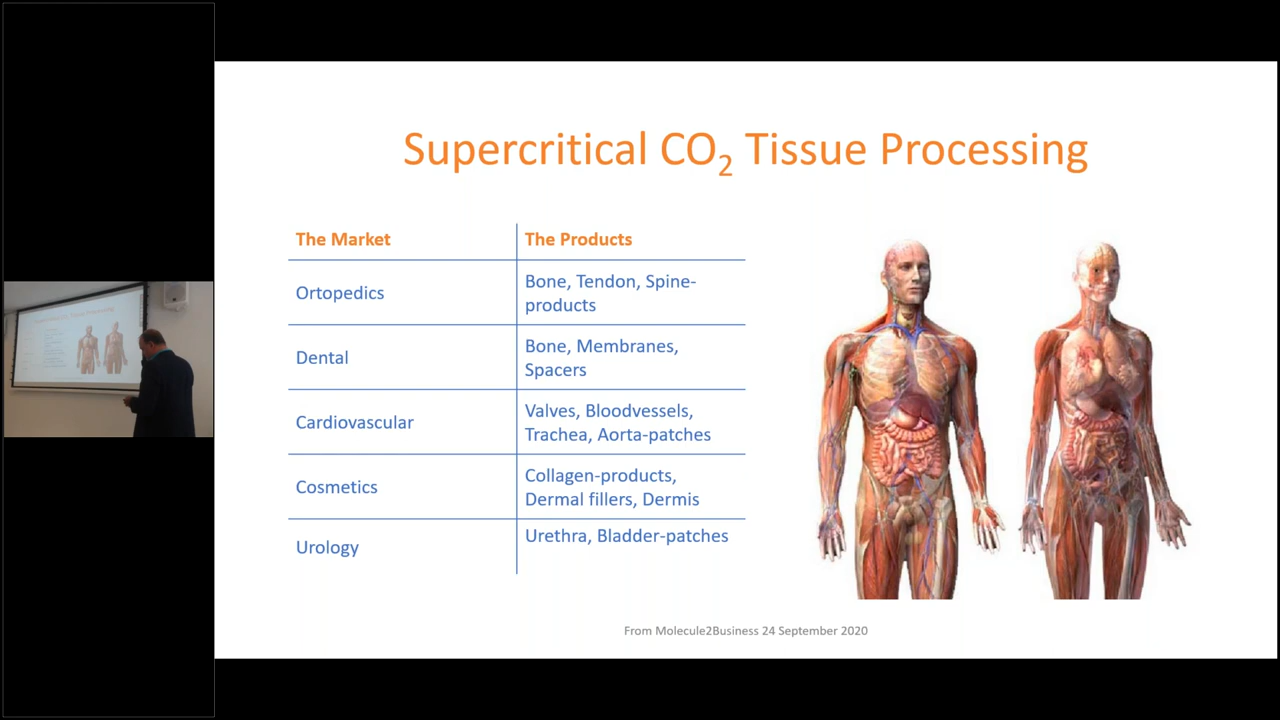 Supercritical CO₂ Tissue Processing
The Market
The Products
Ortopedics
Bone, Tendon, Spine-
products
Dental
Bone, Membranes,
Spacers
Cardiovascular
Valves, Bloodvessels,
Trachea, Aorta-patches
Cosmetics
Collagen-products,
Dermal fillers, Dermis
Urology
Urethra, Bladder-patches
From Molecule2Business 24 September 2020